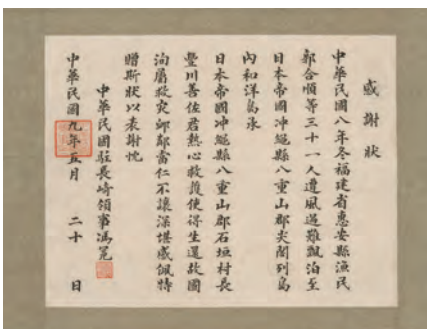 感謝狀
中華民國八年冬福建省惠安縣漁民
郭合順等三十一人遭風遇難飄泊至
日本帝國冲繩縣八重山郡尖閣列島
內和洋島承
日本帝國冲繩縣八重山郡石垣村長
豐川善佐君熱心救護使得生還故國
洵屬救災卹鄰當仁不讓深堪感佩特
贈斯狀以表謝忱
中華民國駐長崎領事馮冕
中華民國九年五月 二十 日